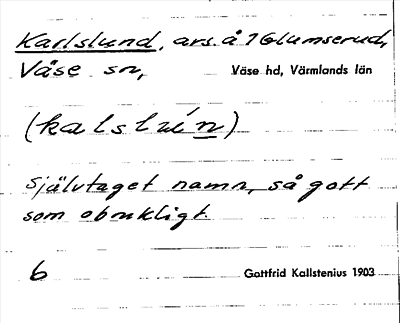 Karlslund, avs. å 1 Glumserud,
Väse sn, Väse hd, Värmlands län
(kalslún)
självtaget namn, så gott
som obrukligt.
6 Gottfrid Kallstenius 1903